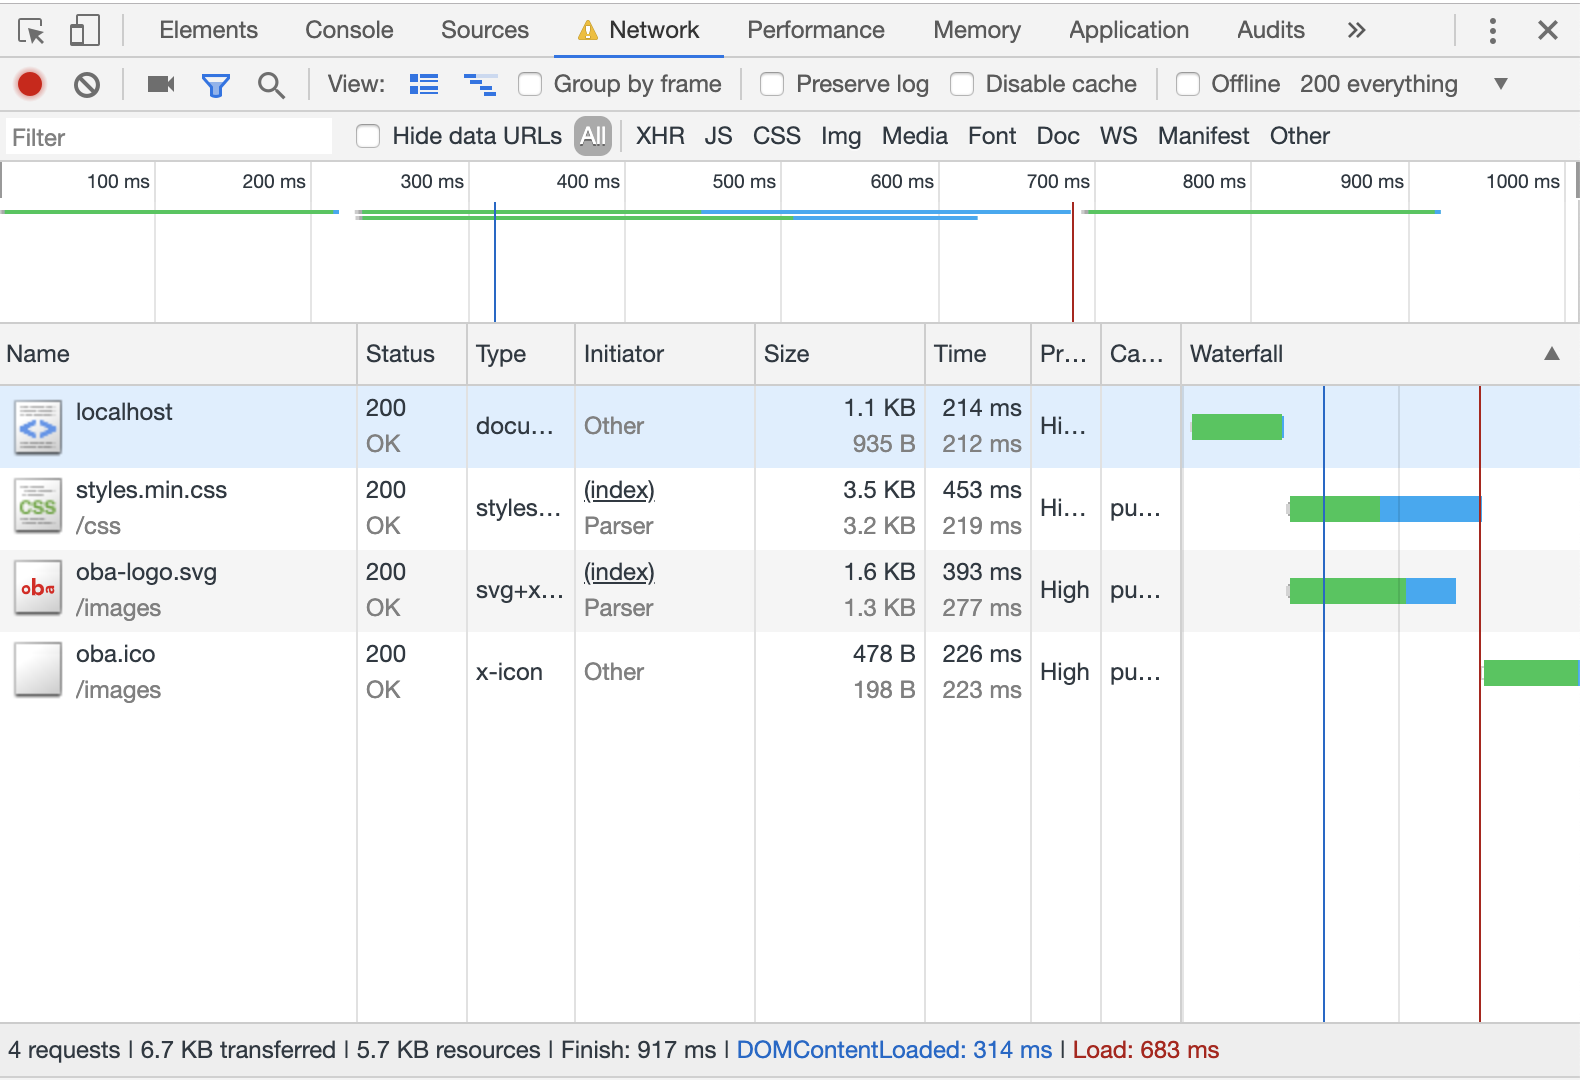 Elements Console Sources Network Performance Memory Application Audits »
View: Group by frame Preserve log Disable cache Offline 200 everything ▼
Filter Hide data URLs All XHR JS CSS Img Media Font Doc WS Manifest Other
100 ms 200 ms 300 ms 400 ms 500 ms 600 ms 700 ms 800 ms 900 ms 1000 ms
Name Status Type Initiator Size Time Pr... Ca... Waterfall ▲
localhost 200 OK docu... Other 1.1 KB 935 B 214 ms 212 ms Hi...
CSS styles.min.css /css 200 OK styles... (index) Parser 3.5 KB 3.2 KB 453 ms 219 ms Hi... pu...
oba oba-logo.svg /images 200 OK svg+x... (index) Parser 1.6 KB 1.3 KB 393 ms 277 ms High pu...
oba.ico /images 200 OK x-icon Other 478 B 198 B 226 ms 223 ms High pu...
4 requests | 6.7 KB transferred | 5.7 KB resources | Finish: 917 ms | DOMContentLoaded: 314 ms | Load: 683 ms